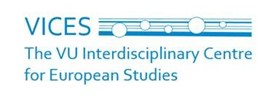 VICES
The VU Interdisciplinary Centre
for European Studies